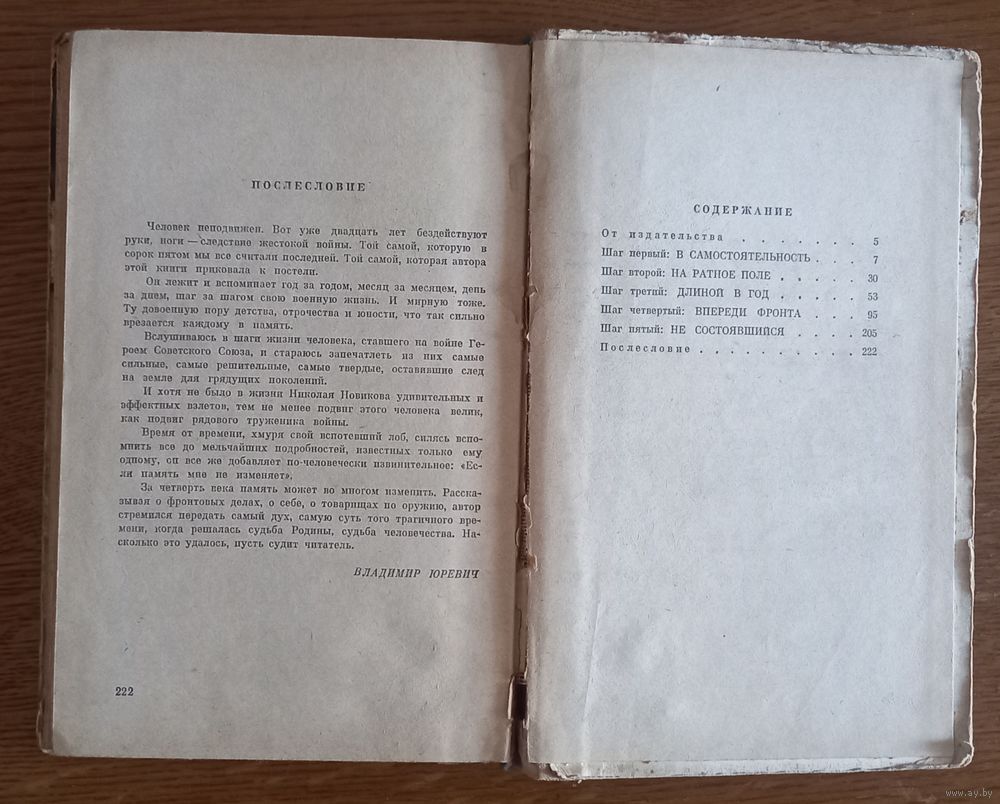 ПОСЛЕСЛОВИЕ
Человек неподвижен. Вот уже двадцать лет бездействуют
руки, ноги — следствие жестокой войны. Той самой, которую в
сорок пятом мы все считали последней. Той самой, которая автора
этой книги приковала к постели.
Он лежит и вспоминает год за годом, месяц за месяцем, день
за днем, шаг за шагом свою военную жизнь. И мирную тоже.
Ту довоенную пору детства, отрочества и юности, что так сильно
врезается каждому в память.
Вслушиваюсь в шаги жизни человека, ставшего на войне Ге-
роем Советского Союза, и стараюсь запечатлеть из них самые
сильные, самые решительные, самые твердые, оставившие след
на земле для грядущих поколений.
И хотя не было в жизни Николая Новикова удивительных и
эффектных взлетов, тем не менее подвиг этого человека велик,
как подвиг рядового труженика войны.
Время от времени, хмуря свой вспотевший лоб, силясь вспо-
мнить все до мельчайших подробностей, известных только ему
одному, он все же добавляет по-человечески извинительное: «Ес-
ли память мне не изменяет».
За четверть века память может во многом изменить. Расска-
зывая о фронтовых делах, о себе, о товарищах по оружию, автор
стремился передать самый дух, самую суть того трагичного вре-
мени, когда решалась судьба Родины, судьба человечества. На-
сколько это удалось, пусть судит читатель.
ВЛАДИМИР ЮРЕВИЧ
222
СОДЕРЖАНИЕ
От издательства . . . . . . . 5
Шаг первый: В САМОСТОЯТЕЛЬНОСТЬ . . . 7
Шаг второй: НА РАТНОЕ ПОЛЕ . . . . . 30
Шаг третий: ДЛИНОЙ В ГОД . . . . . 53
Шаг четвертый: ВПЕРЕДИ ФРОНТА . . . 95
Шаг пятый: НЕ СОСТОЯВШИЙСЯ . . . . 205
Послесловие . . . . . . . . . . 222
www.ay.by